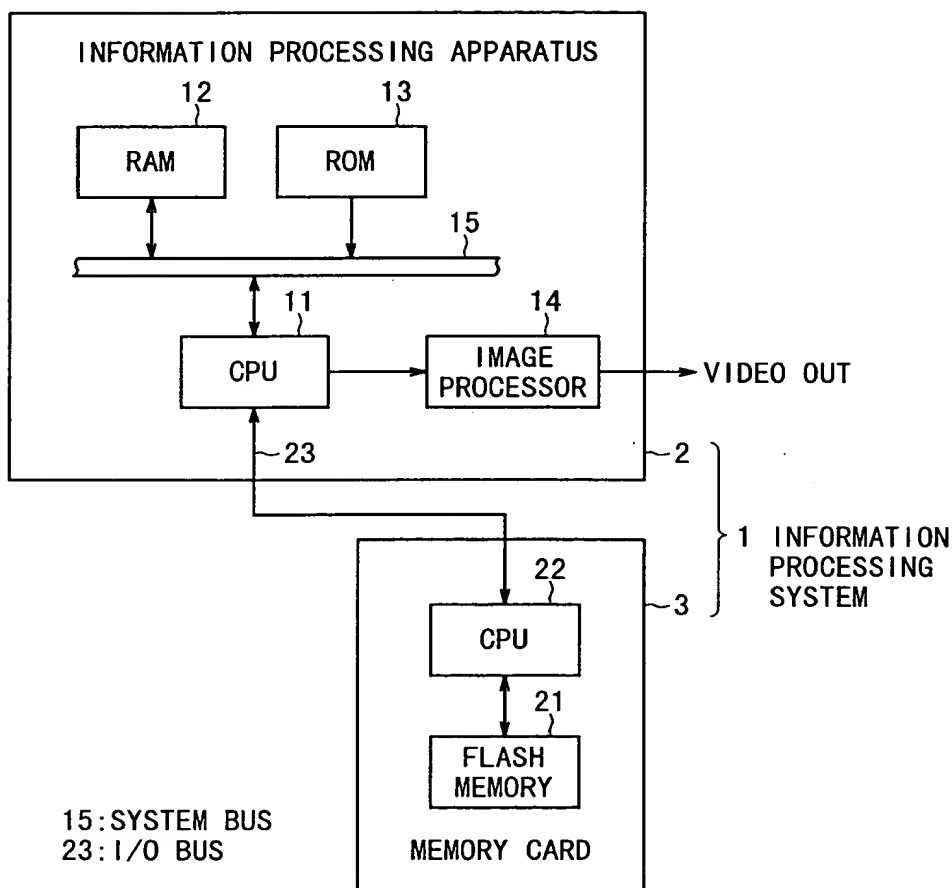 INFORMATION PROCESSING APPARATUS
12
13
RAM
ROM
15
11
14
CPU
IMAGE
PROCESSOR
VIDEO OUT
23
2
1 INFORMATION
PROCESSING
SYSTEM
22
3
CPU
21
FLASH
MEMORY
15:SYSTEM BUS
23:I/O BUS
MEMORY CARD